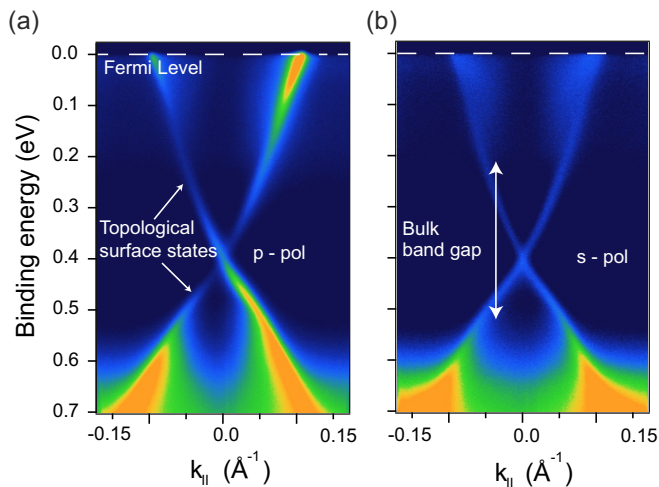 (a)
(b)
0.0
Fermi Level
0.1
0.2
0.3
Topological
surface states
p - pol
Bulk
band gap
s - pol
0.4
0.5
0.6
0.7
Binding energy (eV)
-0.15
0.0
0.15
-0.15
0.0
0.15
k|| (Å⁻¹)
k|| (Å⁻¹)